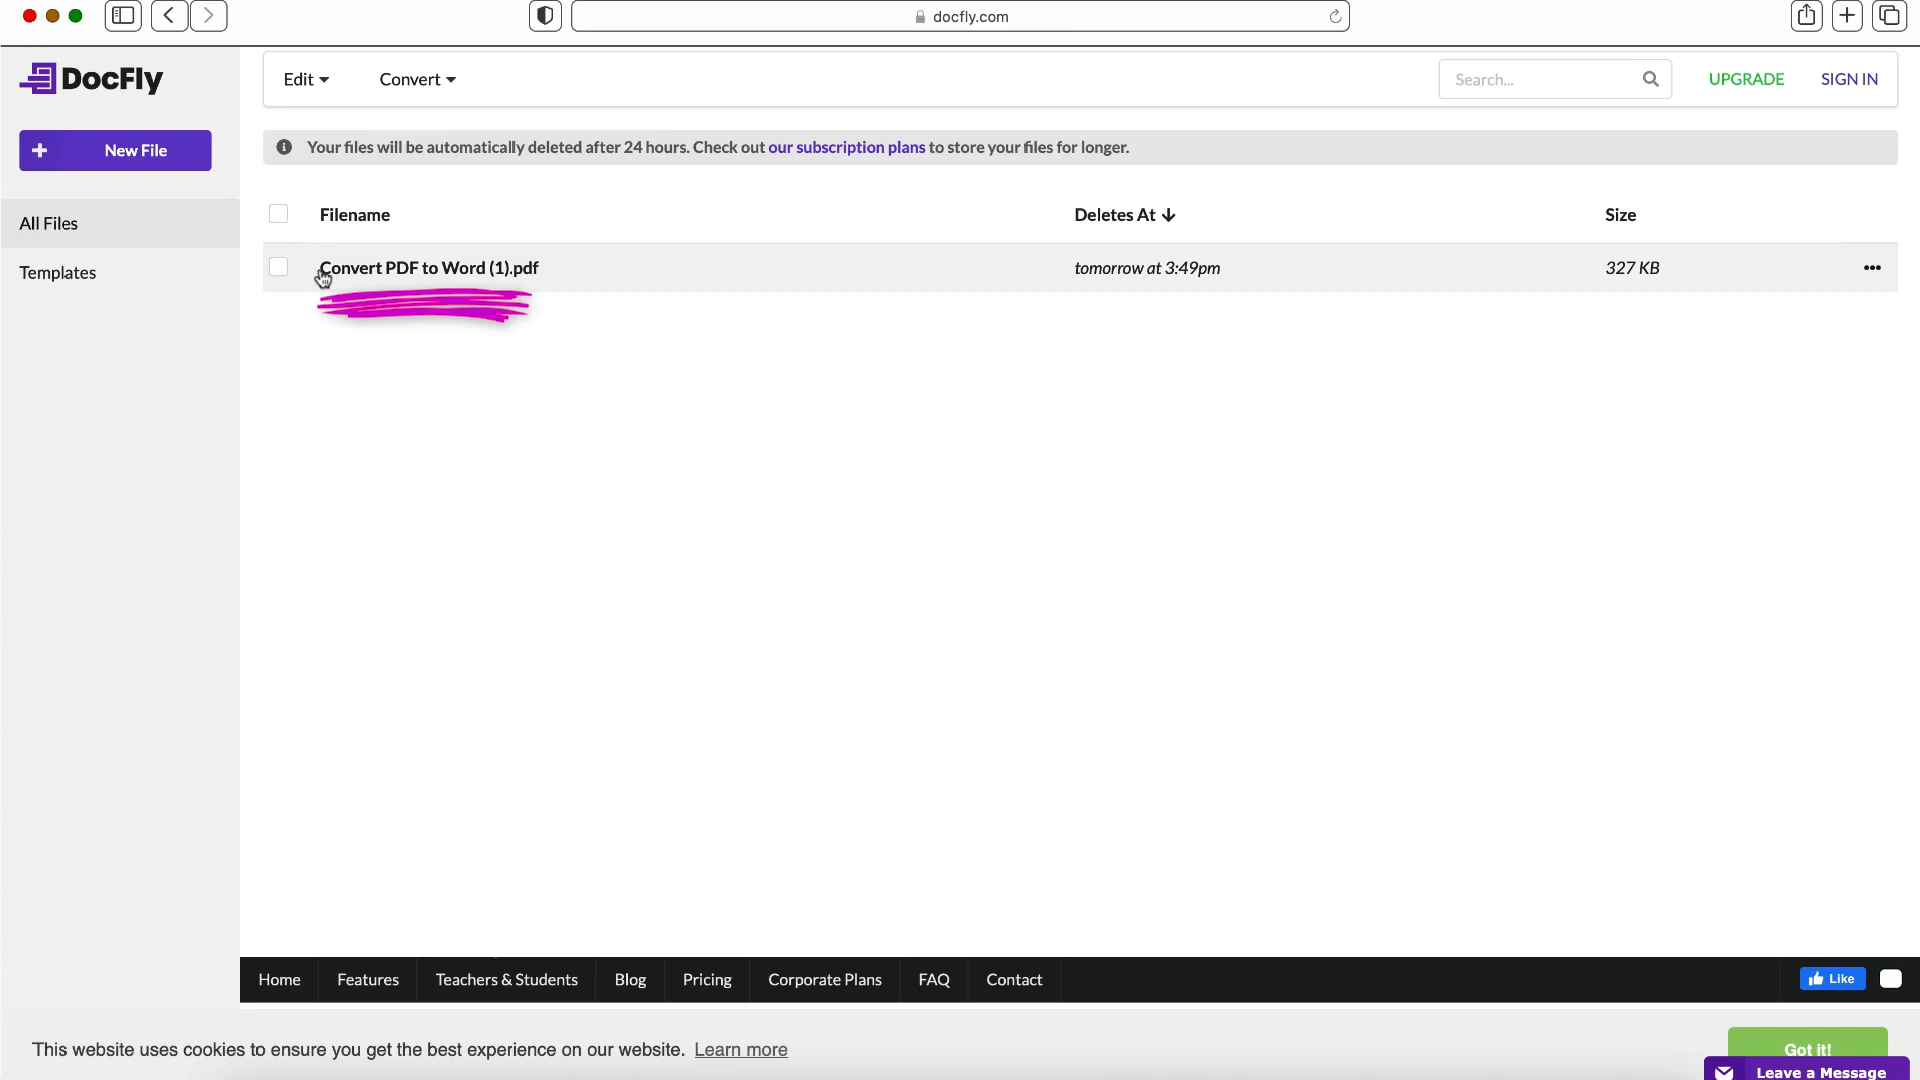 docfly.com
DocFly
Edit Convert Search... UPGRADE SIGN IN
New File
Your files will be automatically deleted after 24 hours. Check out our subscription plans to store your files for longer.
All Files
Templates
Filename Deletes At Size
Convert PDF to Word (1).pdf tomorrow at 3:49pm 327 KB
Home Features Teachers & Students Blog Pricing Corporate Plans FAQ Contact Like
This website uses cookies to ensure you get the best experience on our website. Learn more Got it!
Leave a Message